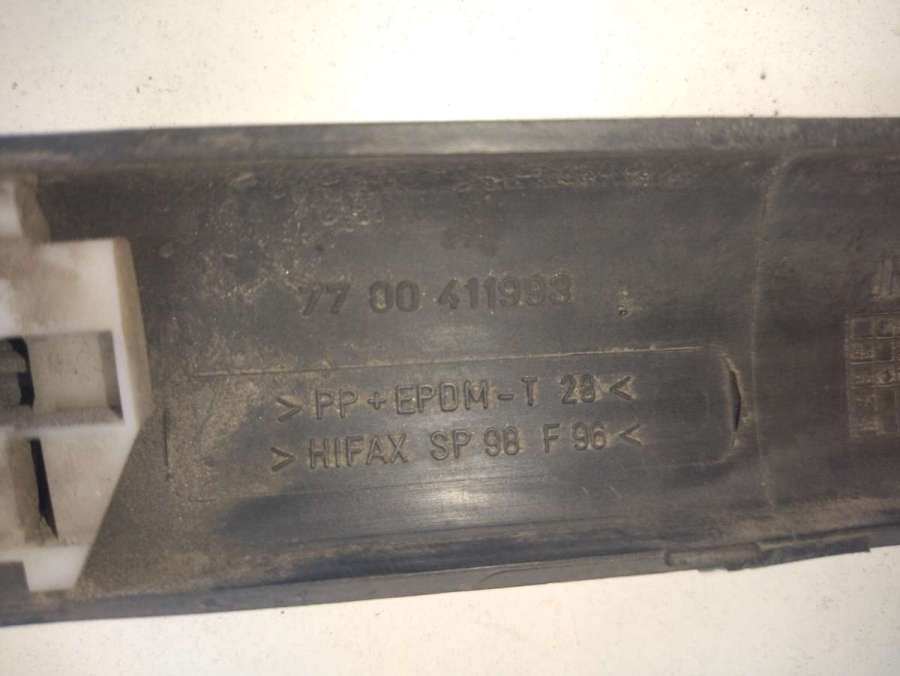 77 00 411993
>PP+EPDM-T 28<
>HIFAX SP 98 F 96<